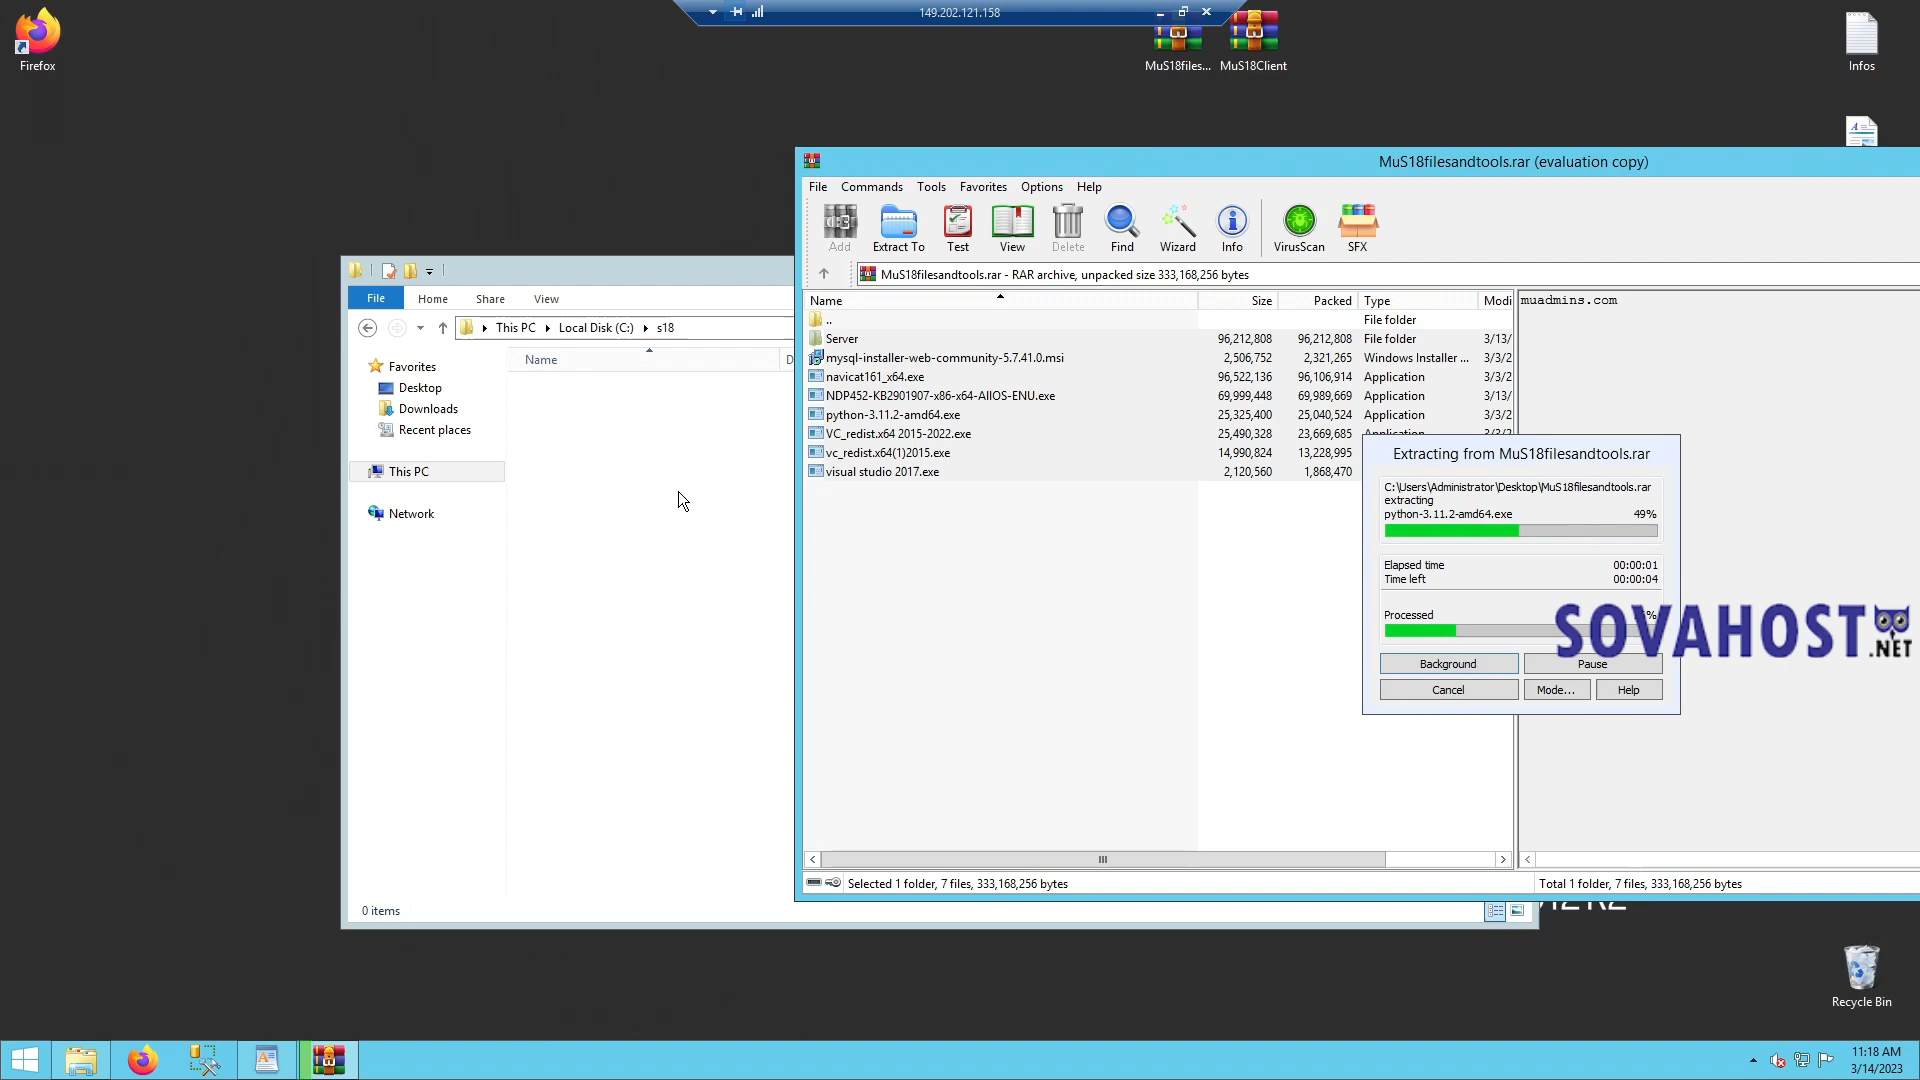 149.202.121.158
Firefox
MuS18files...
MuS18Client
Infos
MuS18filesandtools.rar (evaluation copy)
File Commands Tools Favorites Options Help
Add Extract To Test View Delete Find Wizard Info VirusScan SFX
MuS18filesandtools.rar - RAR archive, unpacked size 333,168,256 bytes
Name Size Packed Type Modi
muadmins.com
.. File folder
Server 96,212,808 96,212,808 File folder 3/13/
mysql-installer-web-community-5.7.41.0.msi 2,506,752 2,321,265 Windows Installer ... 3/3/2
navicat161_x64.exe 96,522,136 96,106,914 Application 3/3/2
NDP452-KB2901907-x86-x64-AllOS-ENU.exe 69,999,448 69,989,669 Application 3/13/
python-3.11.2-amd64.exe 25,325,400 25,040,524 Application 3/3/2
VC_redist.x64 2015-2022.exe 25,490,328 23,669,685 Application 3/3/2
vc_redist.x64(1)2015.exe 14,990,824 13,228,995
visual studio 2017.exe 2,120,560 1,868,470
File Home Share View
This PC Local Disk (C:) s18
Name D
Favorites
Desktop
Downloads
Recent places
This PC
Network
0 items
Extracting from MuS18filesandtools.rar
C:\Users\Administrator\Desktop\MuS18filesandtools.rar
extracting
python-3.11.2-amd64.exe 49%
Elapsed time 00:00:01
Time left 00:00:04
Processed
Background Pause
Cancel Mode... Help
SOVAHOST
.NET
Selected 1 folder, 7 files, 333,168,256 bytes
Total 1 folder, 7 files, 333,168,256 bytes
Recycle Bin
11:18 AM
3/14/2023